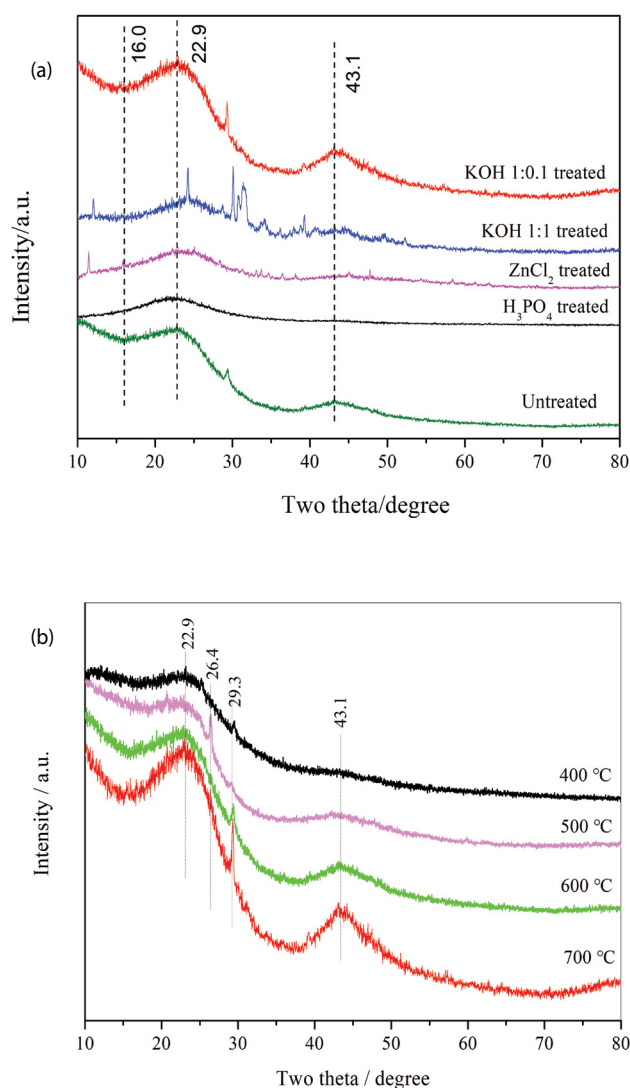 (a)
16.0
22.9
43.1
KOH 1:0.1 treated
KOH 1:1 treated
ZnCl2 treated
H3PO4 treated
Untreated
Intensity/a.u.
10 20 30 40 50 60 70 80
Two theta/degree
(b)
22.9
26.4
29.3
43.1
400 °C
500 °C
600 °C
700 °C
Intensity / a.u.
10 20 30 40 50 60 70 80
Two theta / degree